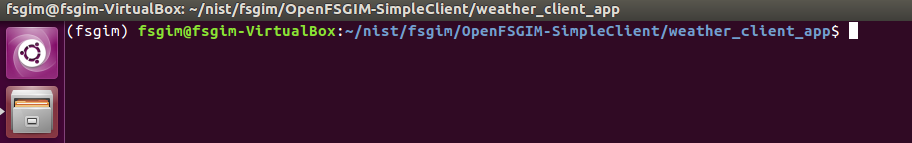 fsgim@fsgim-VirtualBox: ~/nist/fsgim/OpenFSGIM-SimpleClient/weather_client_app
(fsgim) fsgim@fsgim-VirtualBox:~/nist/fsgim/OpenFSGIM-SimpleClient/weather_client_app$